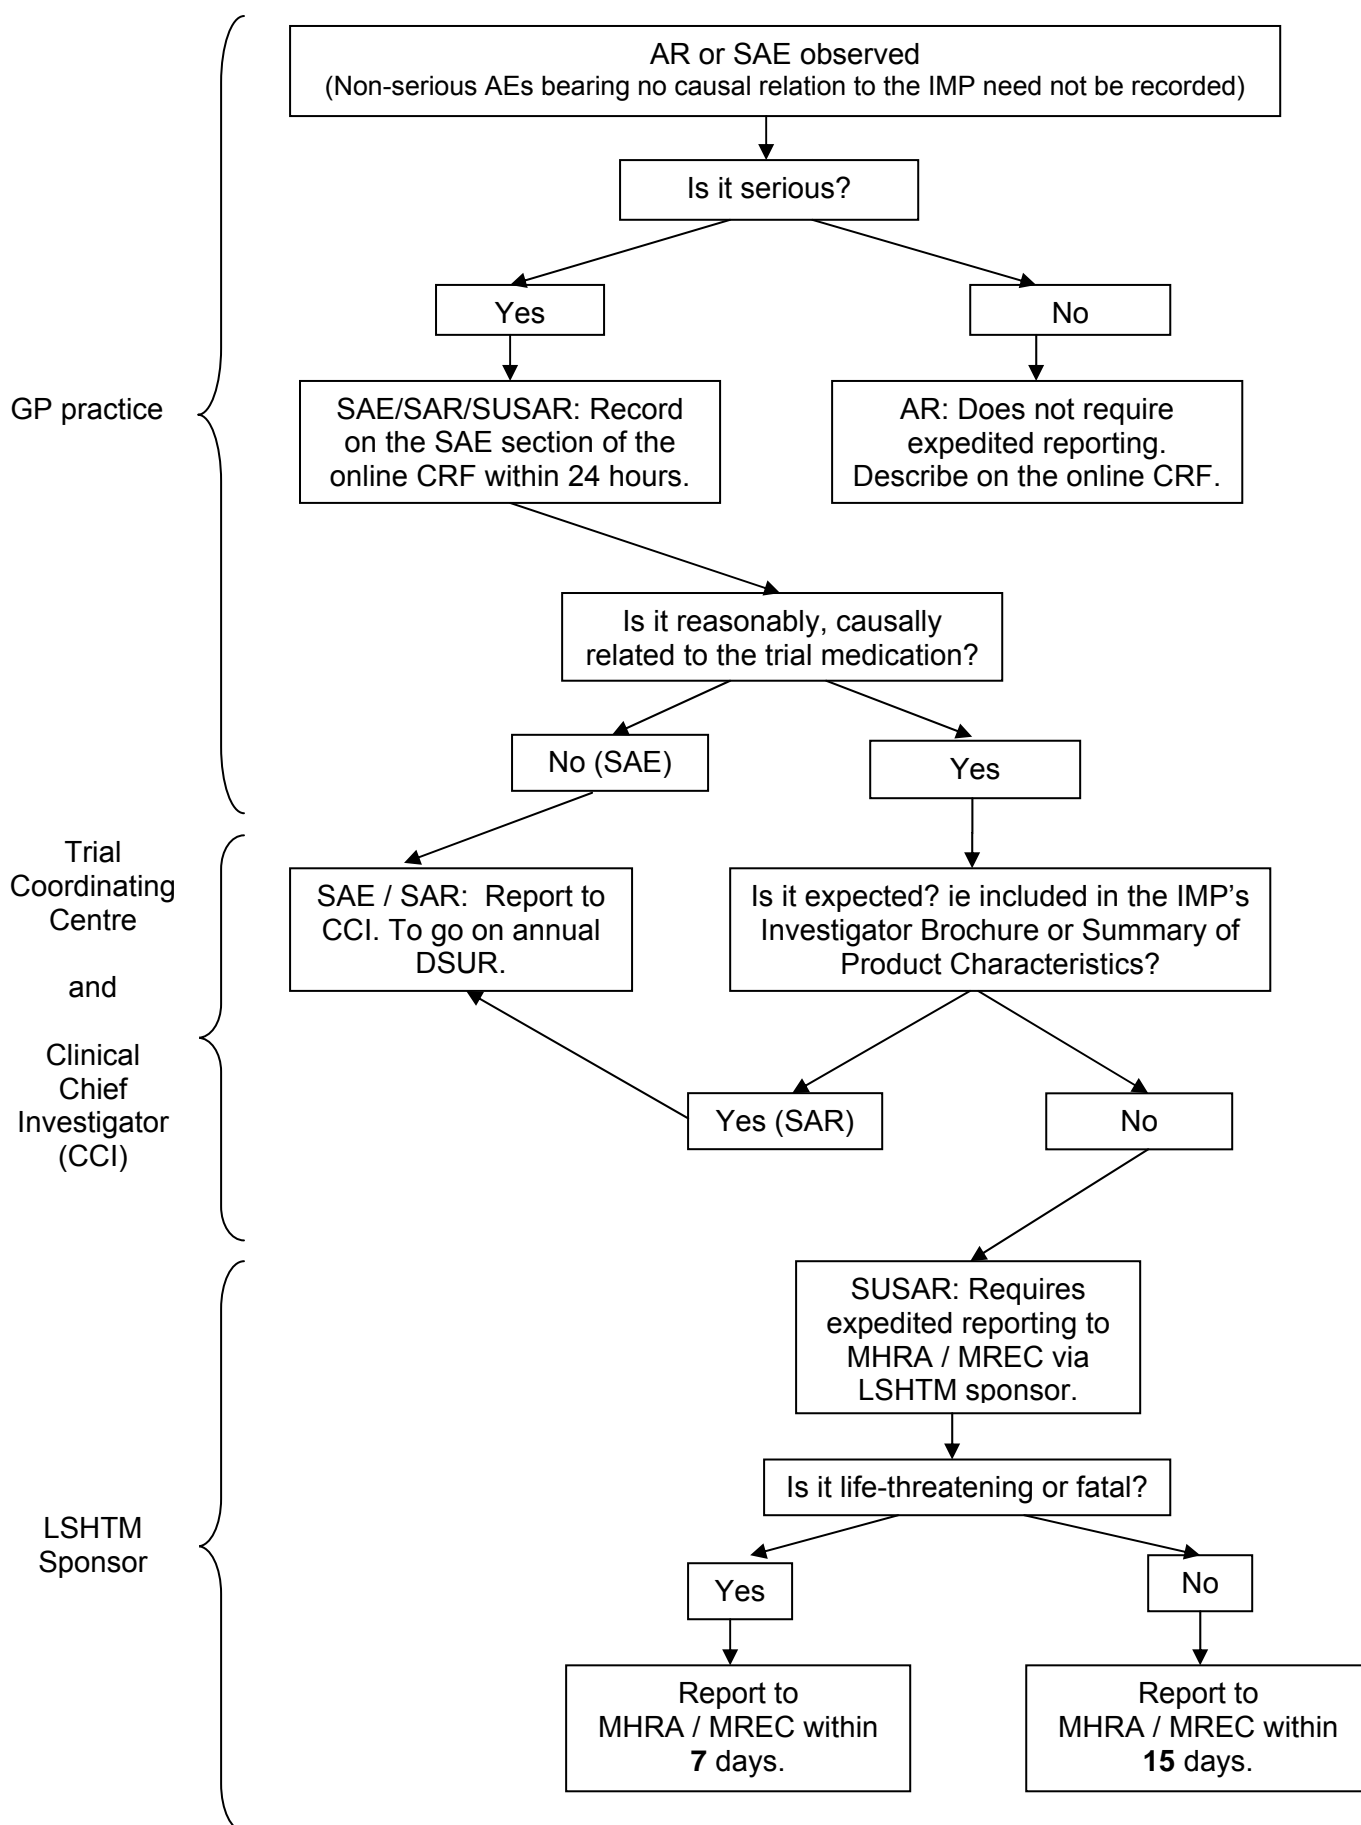 AR or SAE observed
(Non-serious AEs bearing no causal relation to the IMP need not be recorded)
Is it serious?
Yes
No
GP practice
SAE/SAR/SUSAR: Record
on the SAE section of the
online CRF within 24 hours.
AR: Does not require
expedited reporting.
Describe on the online CRF.
Is it reasonably, causally
related to the trial medication?
No (SAE)
Yes
Trial
Coordinating
Centre
and
Clinical
Chief
Investigator
(CCI)
SAE / SAR: Report to
CCI. To go on annual
DSUR.
Is it expected? ie included in the IMP’s
Investigator Brochure or Summary of
Product Characteristics?
Yes (SAR)
No
LSHTM
Sponsor
SUSAR: Requires
expedited reporting to
MHRA / MREC via
LSHTM sponsor.
Is it life-threatening or fatal?
Yes
No
Report to
MHRA / MREC within
7 days.
Report to
MHRA / MREC within
15 days.